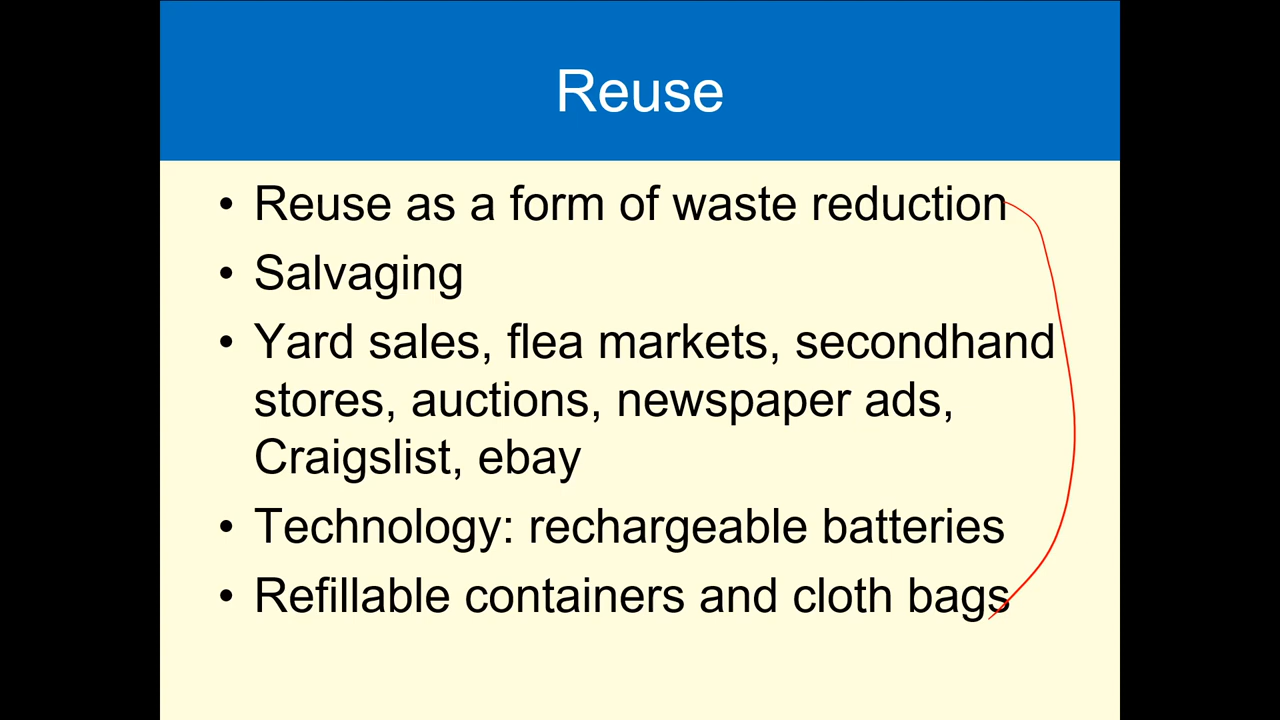 Reuse
• Reuse as a form of waste reduction
• Salvaging
• Yard sales, flea markets, secondhand
stores, auctions, newspaper ads,
Craigslist, ebay
• Technology: rechargeable batteries
• Refillable containers and cloth bags